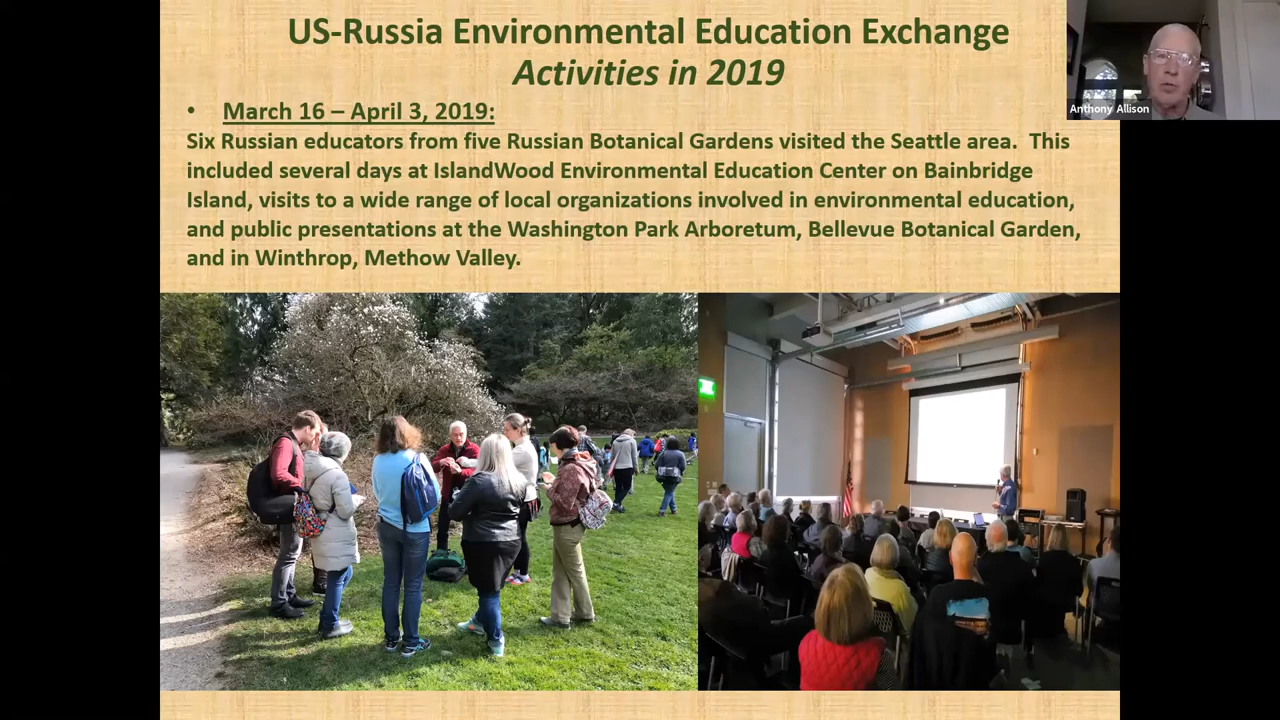 US-Russia Environmental Education Exchange
Activities in 2019
Anthony Allison
• March 16 – April 3, 2019:
Six Russian educators from five Russian Botanical Gardens visited the Seattle area. This
included several days at IslandWood Environmental Education Center on Bainbridge
Island, visits to a wide range of local organizations involved in environmental education,
and public presentations at the Washington Park Arboretum, Bellevue Botanical Garden,
and in Winthrop, Methow Valley.